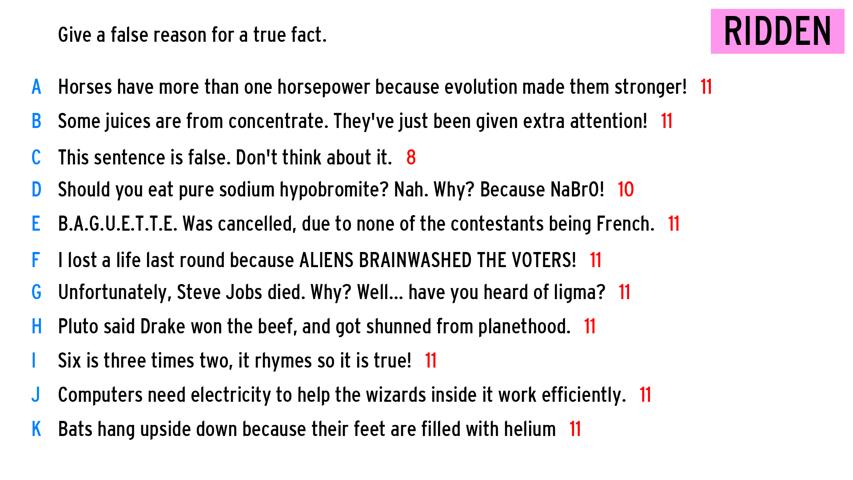 Give a false reason for a true fact.
RIDDEN
A Horses have more than one horsepower because evolution made them stronger! 11
B Some juices are from concentrate. They've just been given extra attention! 11
C This sentence is false. Don't think about it. 8
D Should you eat pure sodium hypobromite? Nah. Why? Because NaBrO! 10
E B.A.G.U.E.T.T.E. Was cancelled, due to none of the contestants being French. 11
F I lost a life last round because ALIENS BRAINWASHED THE VOTERS! 11
G Unfortunately, Steve Jobs died. Why? Well... have you heard of ligma? 11
H Pluto said Drake won the beef, and got shunned from planethood. 11
I Six is three times two, it rhymes so it is true! 11
J Computers need electricity to help the wizards inside it work efficiently. 11
K Bats hang upside down because their feet are filled with helium 11